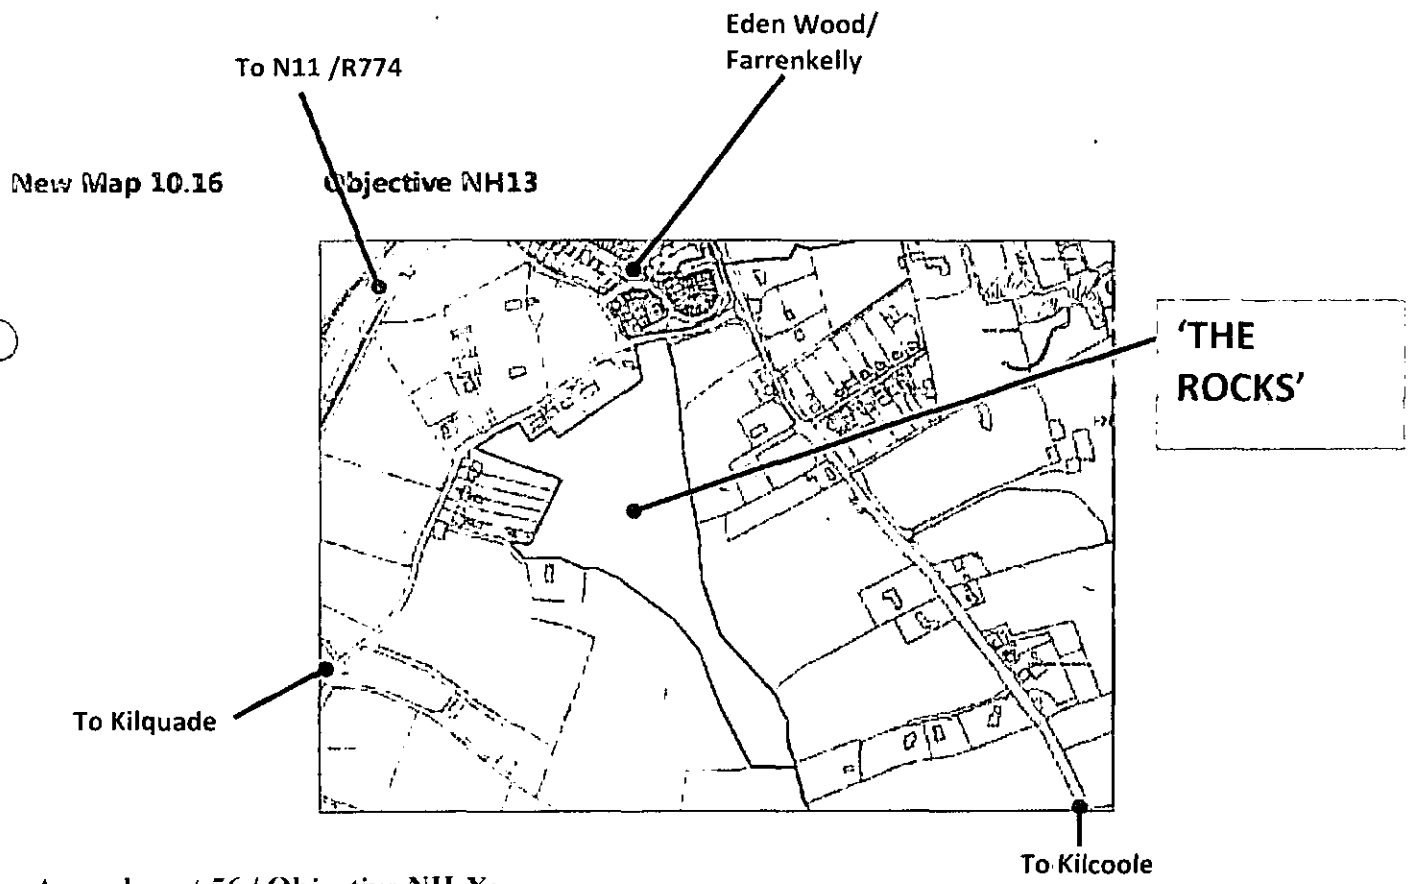 Eden Wood/
Farrenkelly
To N11 /R774
New Map 10.16 Objective NH13
'THE
ROCKS'
To Kilquade
To Kilcoole